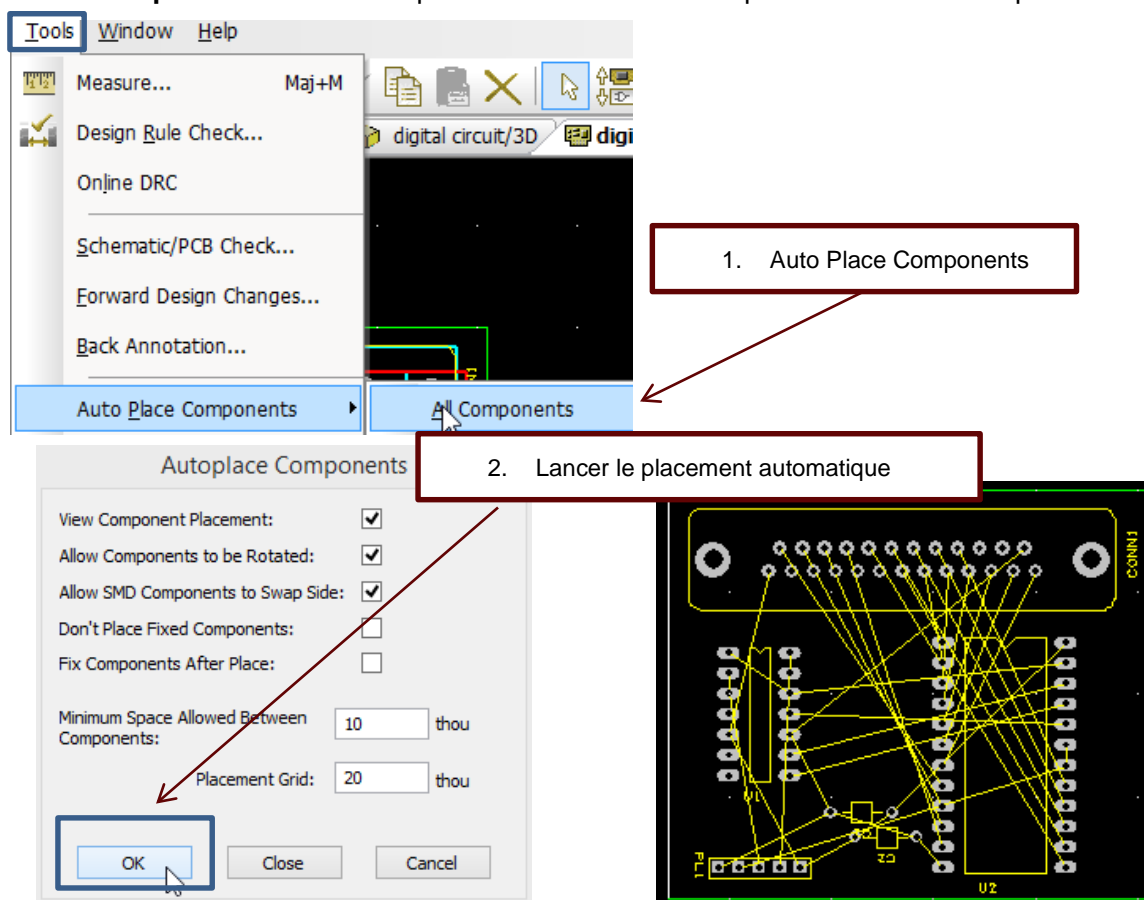 Tools Window Help
Measure... Maj+M
Design Rule Check...
digital circuit/3D digi
Online DRC
Schematic/PCB Check...
1. Auto Place Components
Forward Design Changes...
Back Annotation...
Auto Place Components All Components
Autoplace Components
2. Lancer le placement automatique
View Component Placement:
Allow Components to be Rotated:
Allow SMD Components to Swap Side:
Don't Place Fixed Components:
Fix Components After Place:
Minimum Space Allowed Between
Components: 10 thou
Placement Grid: 20 thou
OK Close Cancel
CONN1
U1
C2
PL1
U2